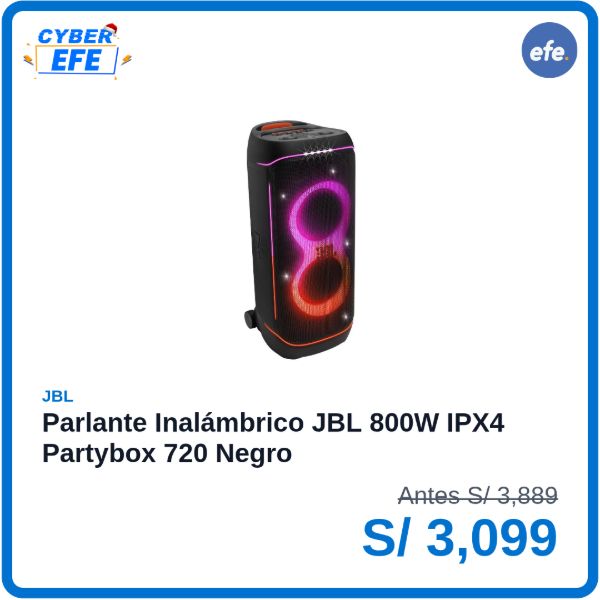 CYBER
EFE
efe.
JBL
Parlante Inalámbrico JBL 800W IPX4
Partybox 720 Negro
Antes S/ 3,889
S/ 3,099